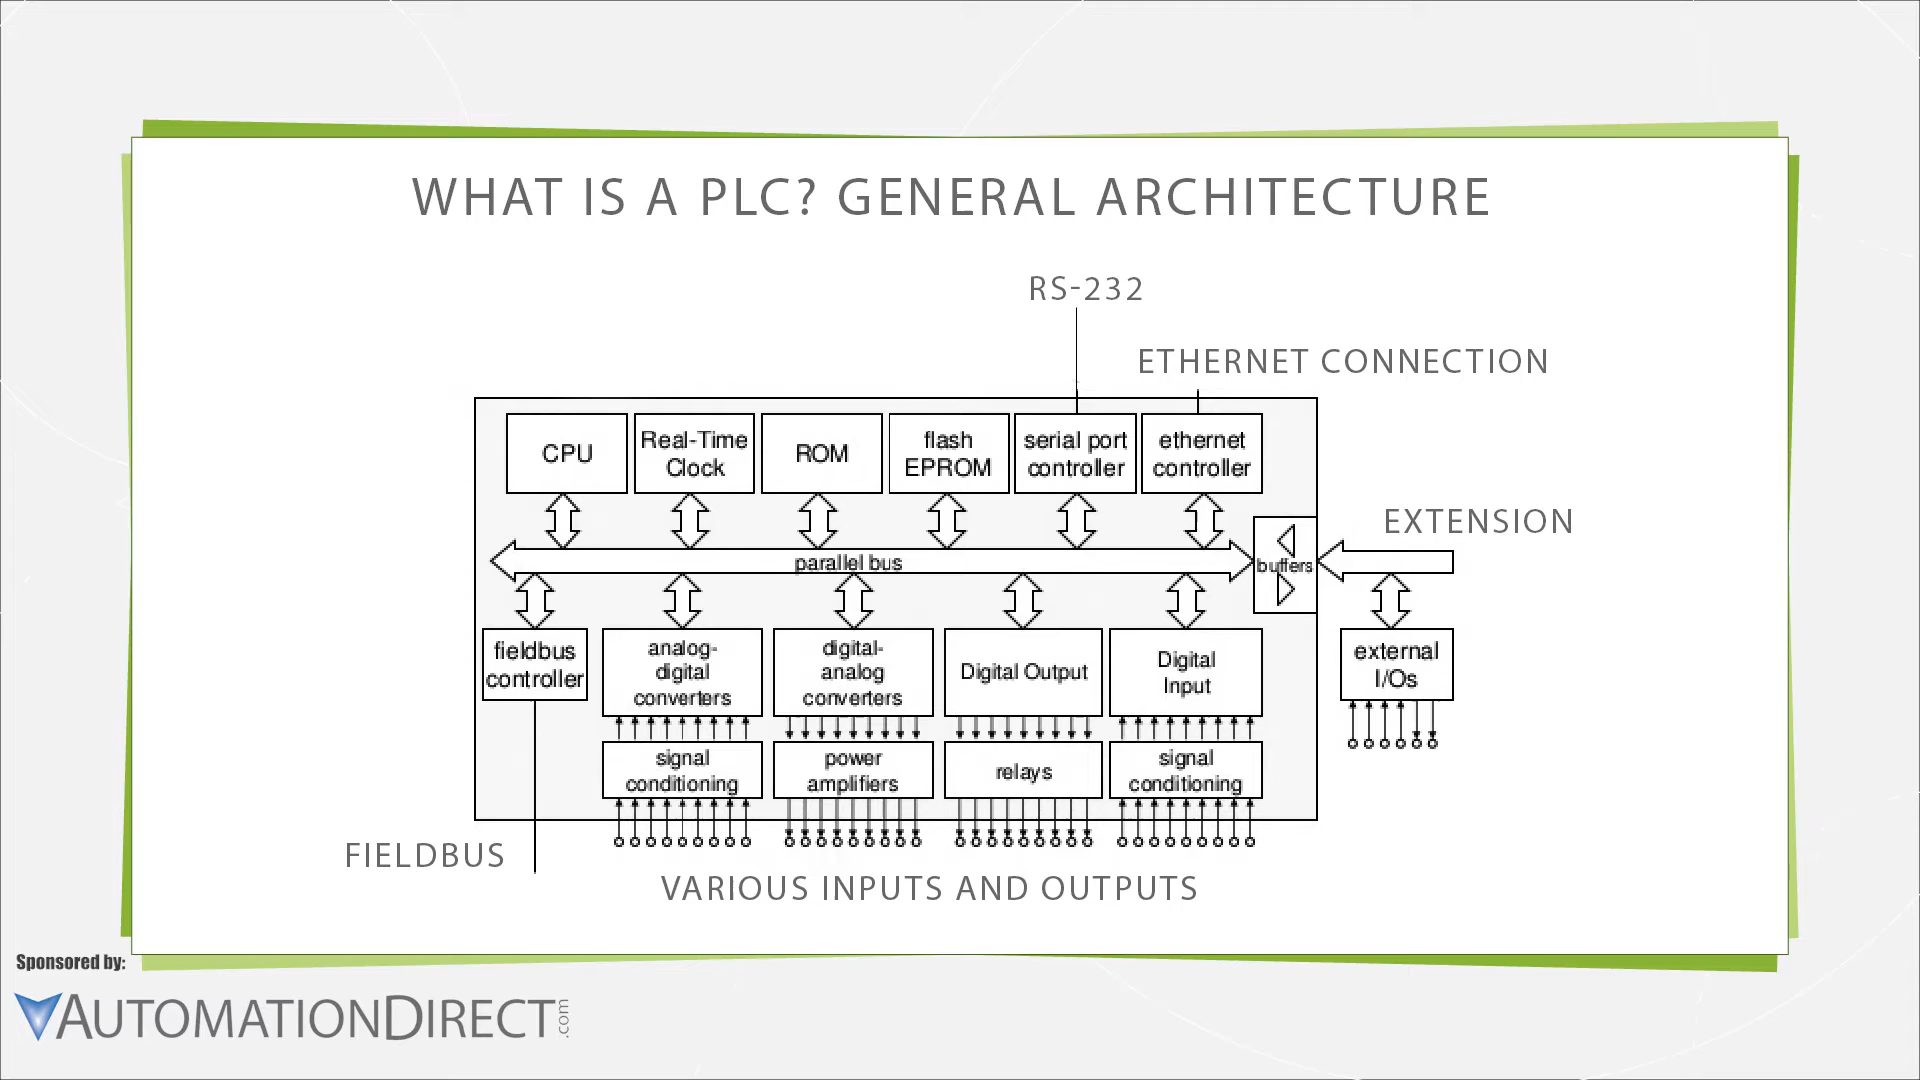 WHAT IS A PLC? GENERAL ARCHITECTURE
RS-232
ETHERNET CONNECTION
CPU
Real-Time
Clock
ROM
flash
EPROM
serial port
controller
ethernet
controller
EXTENSION
parallel bus
buffers
fieldbus
controller
analog-
digital
converters
digital-
analog
converters
Digital Output
Digital
Input
external
I/Os
signal
conditioning
power
amplifiers
relays
signal
conditioning
FIELDBUS
VARIOUS INPUTS AND OUTPUTS
Sponsored by:
AUTOMATIONDIRECT.com